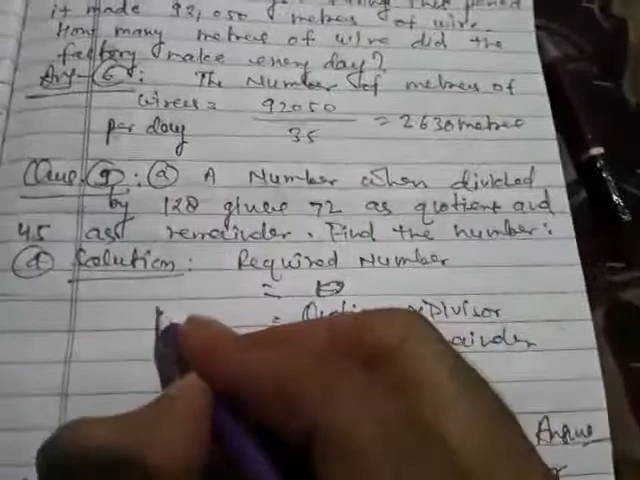 it made 92,050 metres of wire.
How many metres of wire did the
factory make every day?
Ans-6: The Number of metres of
wires = 92050
per day 35 = 2630 metres
Ques 9: a A Number when divided
by 128 gives 72 as quotient and
45 as remainder. Find the number:
Solution: Required Number
=
= Divisor
Answer